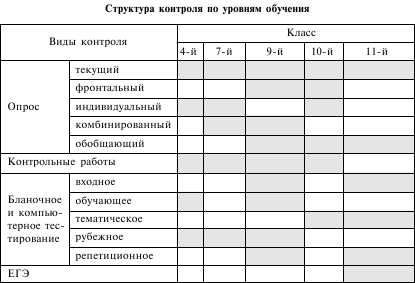 Структура контроля по уровням обучения
Виды контроля
Класс
4-й 7-й 9-й 10-й 11-й
Опрос
текущий
фронтальный
индивидуальный
комбинированный
обобщающий
Контрольные работы
Бланочное
и компью-
терное тес-
тирование
входное
обучающее
тематическое
рубежное
репетиционное
ЕГЭ